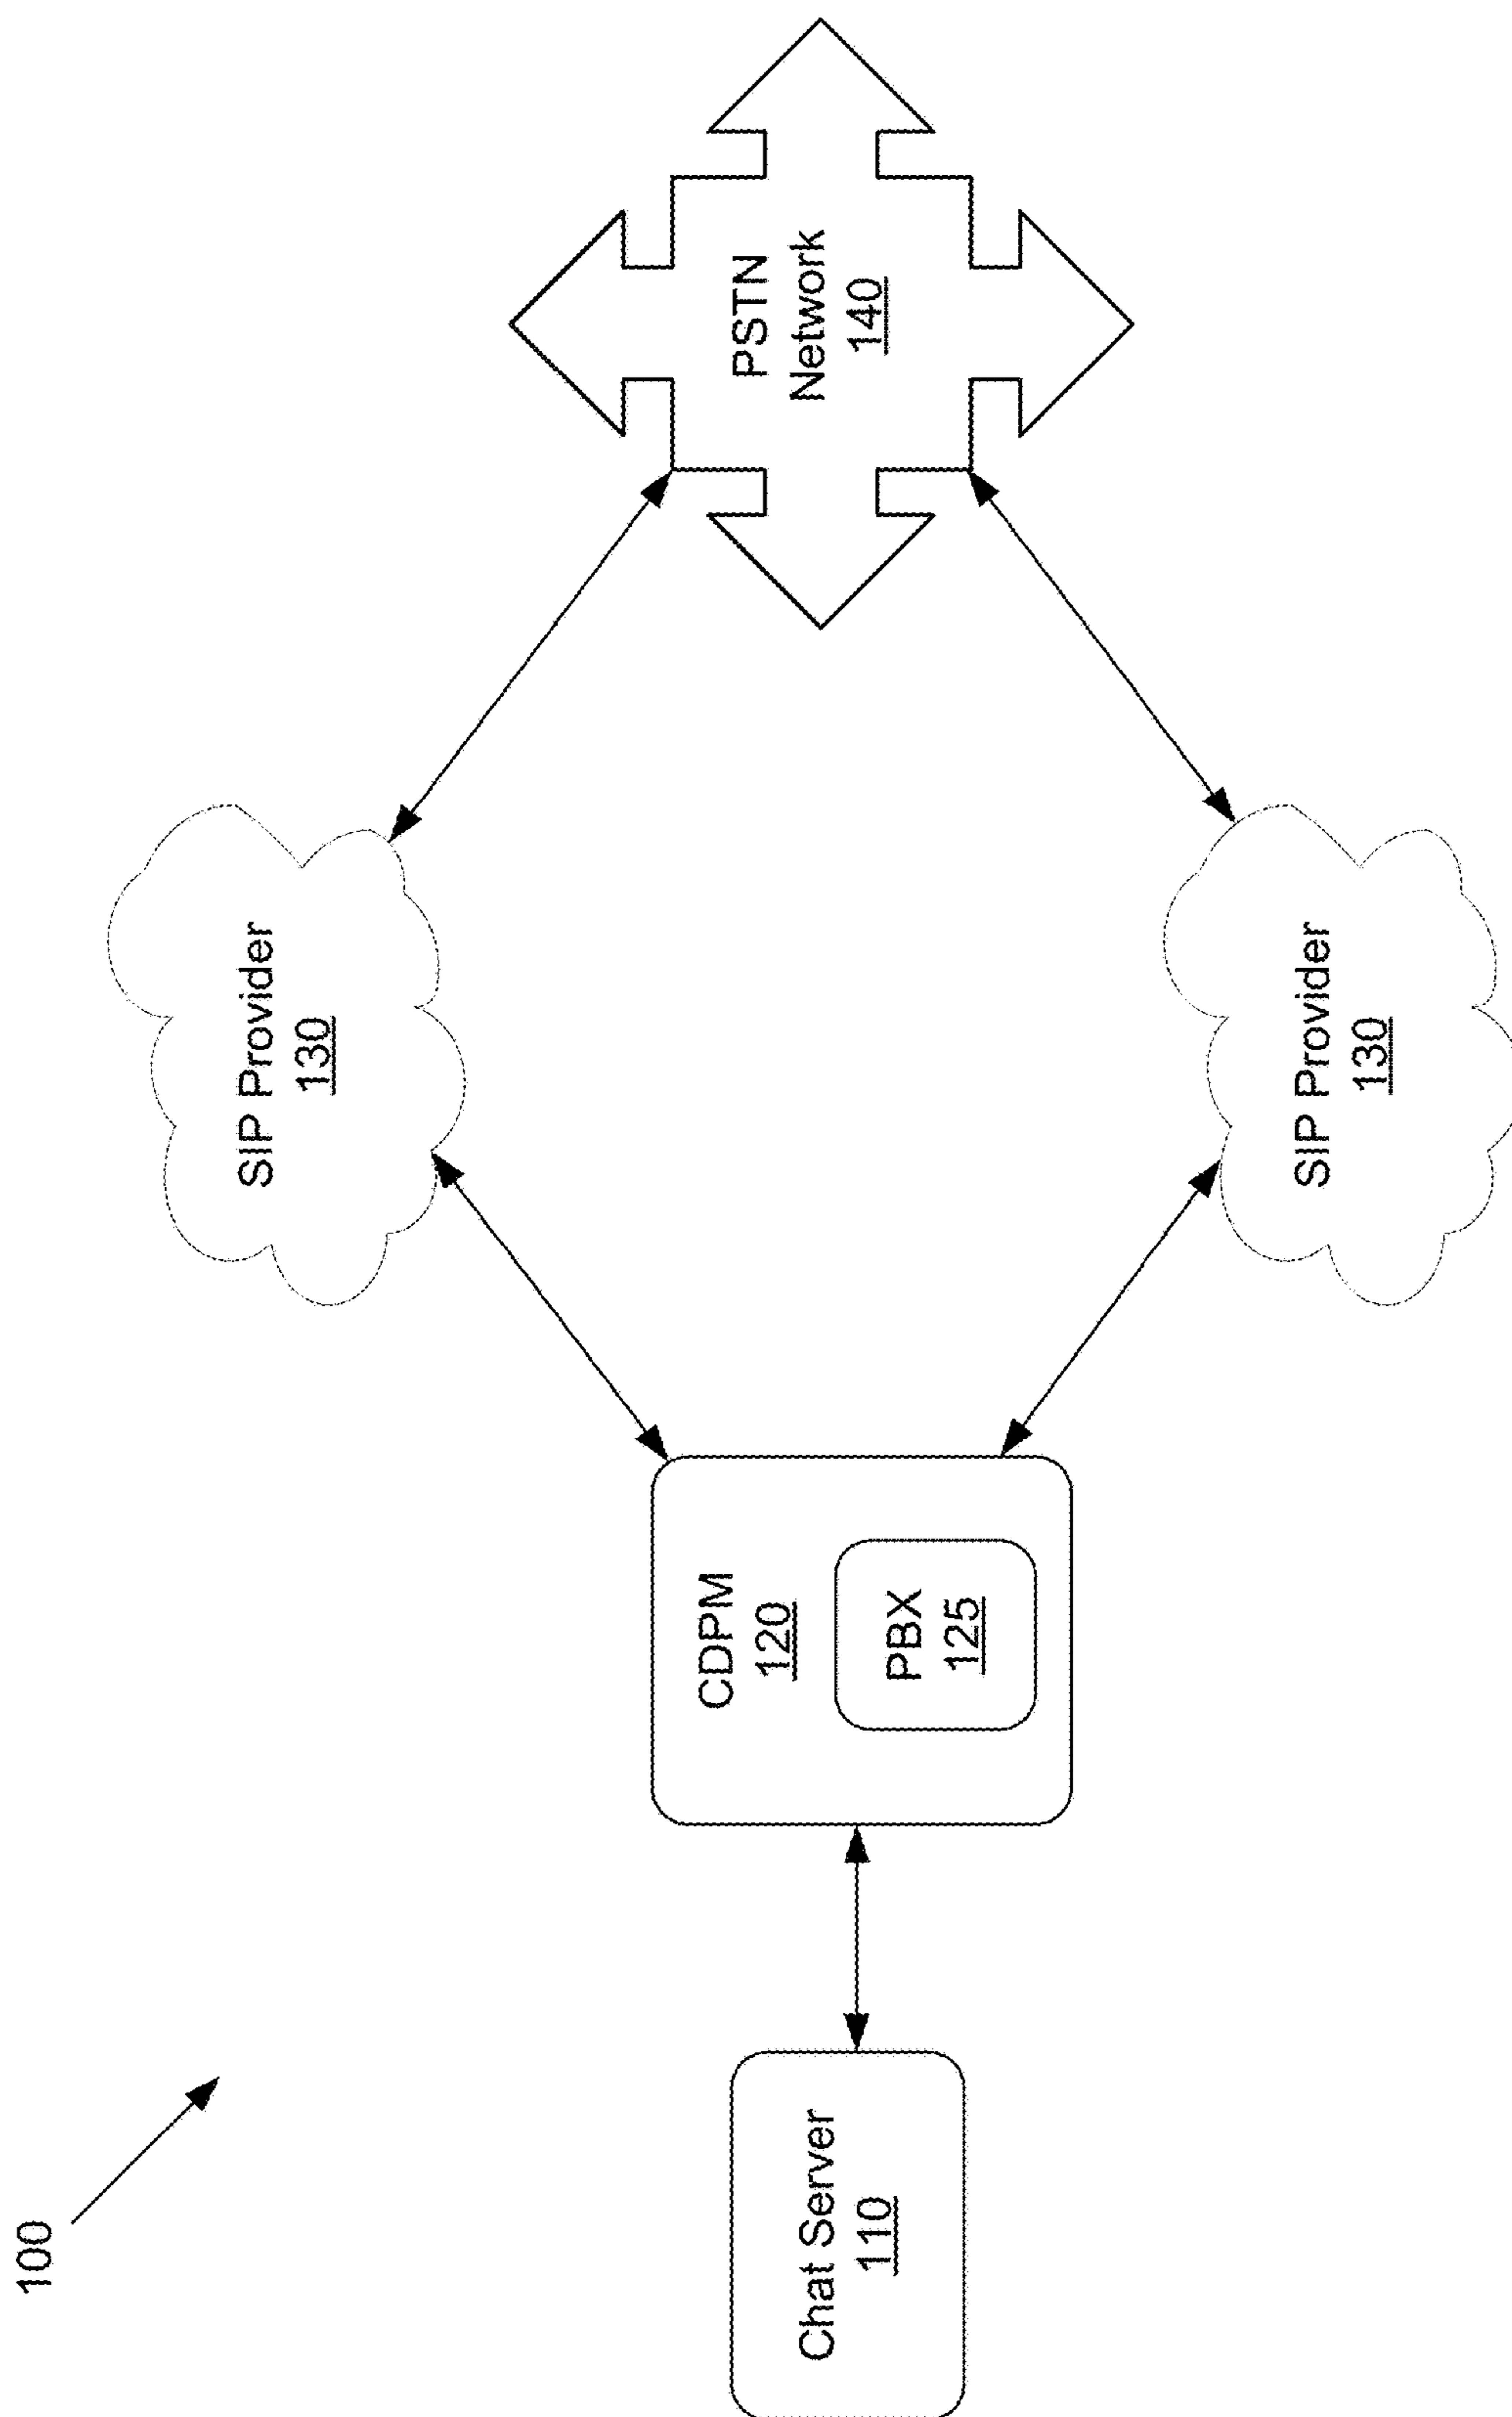 100
Chat Server
110
CDPM
120
PBX
125
SIP Provider
130
SIP Provider
130
PSTN
Network
140